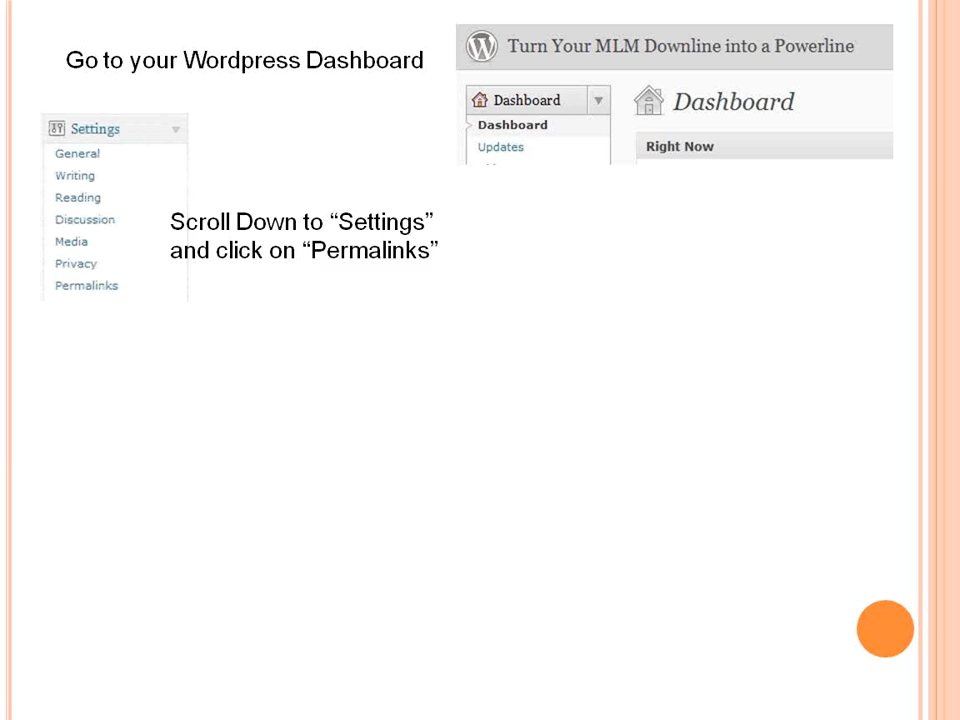 Go to your Wordpress Dashboard
Turn Your MLM Downline into a Powerline
Dashboard
Dashboard
Dashboard
Updates
Right Now
Settings
General
Writing
Reading
Discussion
Media
Privacy
Permalinks
Scroll Down to “Settings”
and click on “Permalinks”